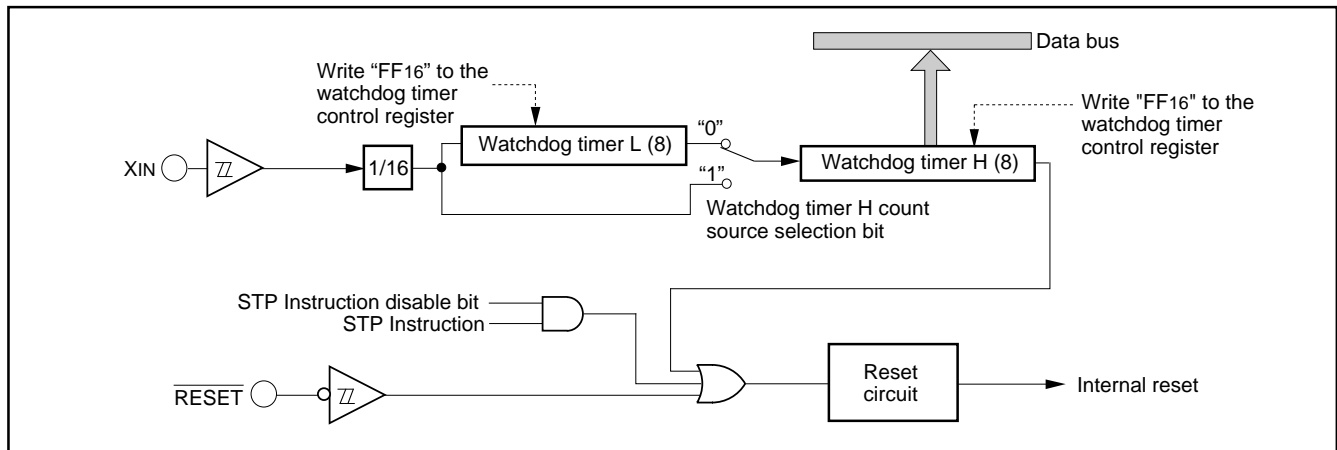 Data bus
Write “FF16” to the
watchdog timer
control register
Write "FF16" to the
watchdog timer
control register
“0”
Watchdog timer L (8)
XIN
1/16
Watchdog timer H (8)
“1”
Watchdog timer H count
source selection bit
STP Instruction disable bit
STP Instruction
RESET
Reset
circuit
Internal reset